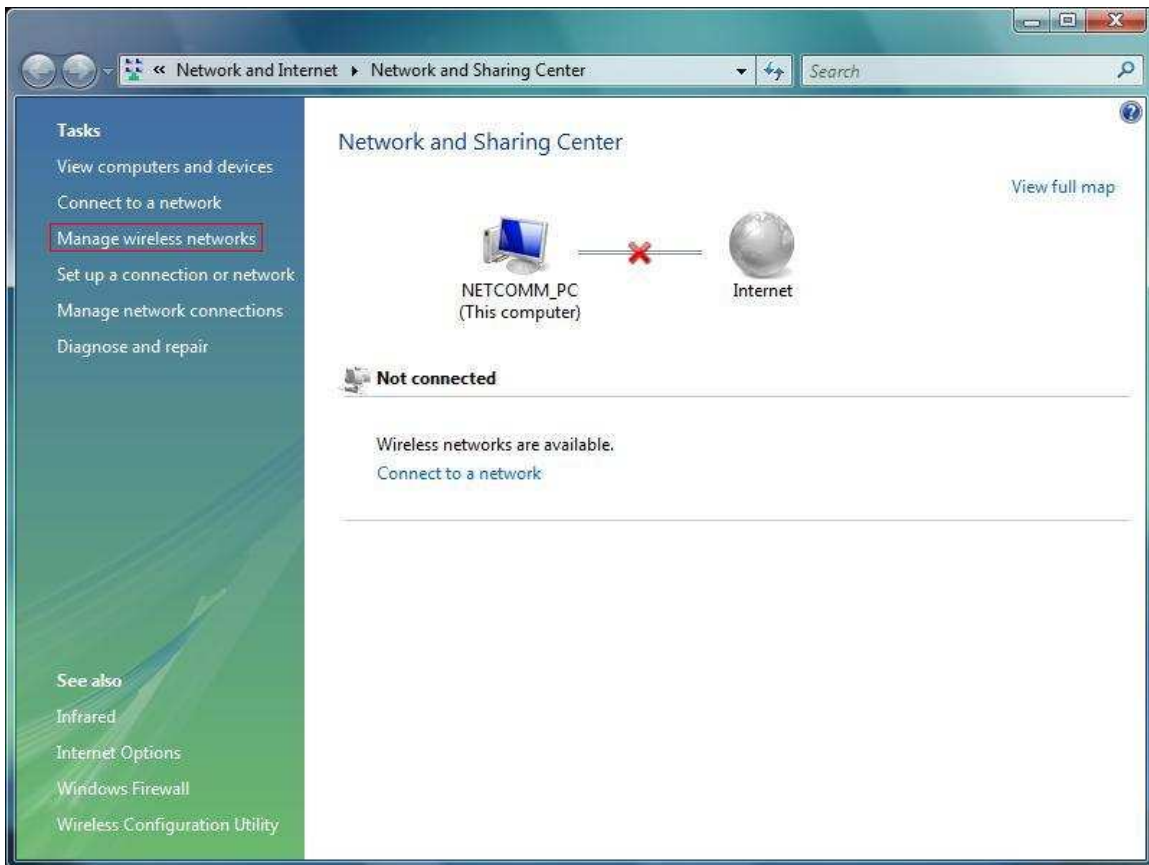 « Network and Internet ▸ Network and Sharing Center
Search
Tasks
View computers and devices
Connect to a network
Manage wireless networks
Set up a connection or network
Manage network connections
Diagnose and repair
See also
Infrared
Internet Options
Windows Firewall
Wireless Configuration Utility
Network and Sharing Center
View full map
NETCOMM_PC
(This computer)
Internet
Not connected
Wireless networks are available.
Connect to a network